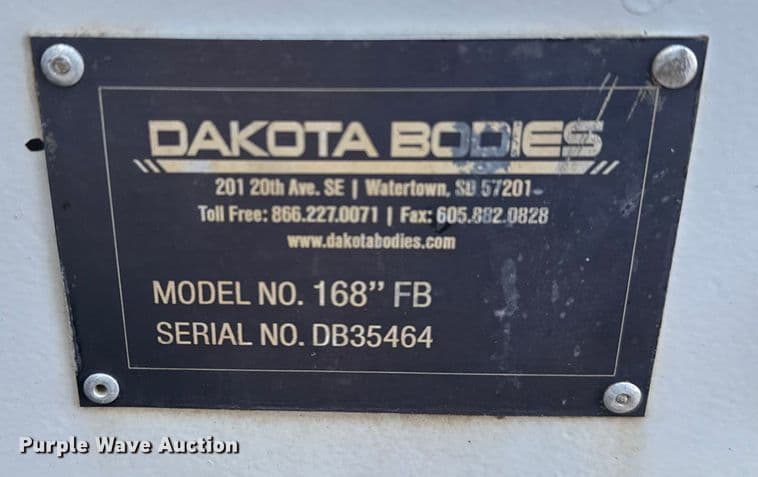 DAKOTA BODIES
201 20th Ave. SE | Watertown, SD 57201
Toll Free: 866.227.0071 | Fax: 605.882.0828
www.dakotabodies.com
MODEL NO. 168” FB
SERIAL NO. DB35464
Purple Wave Auction